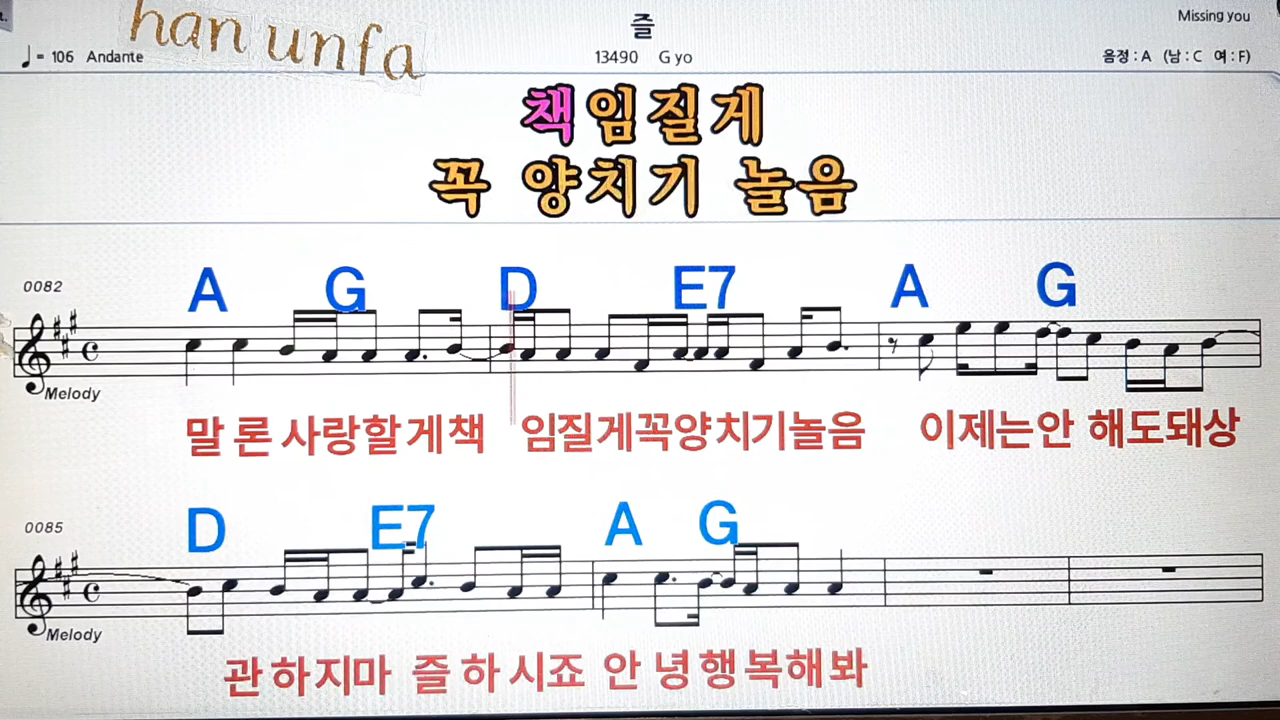 han unfa
즐
Missing you
♩ = 106 Andante
13490 G yo
음정 : A (남 : C 여 : F)
책임질게
꼭 양치기 놀음
0082
A G D E7 A G
Melody
말 론 사랑할게책 임질게꼭양치기놀음 이제는안 해도돼상
0085
D E7 A G
Melody
관 하지마 즐 하 시죠 안 녕 행 복해 봐